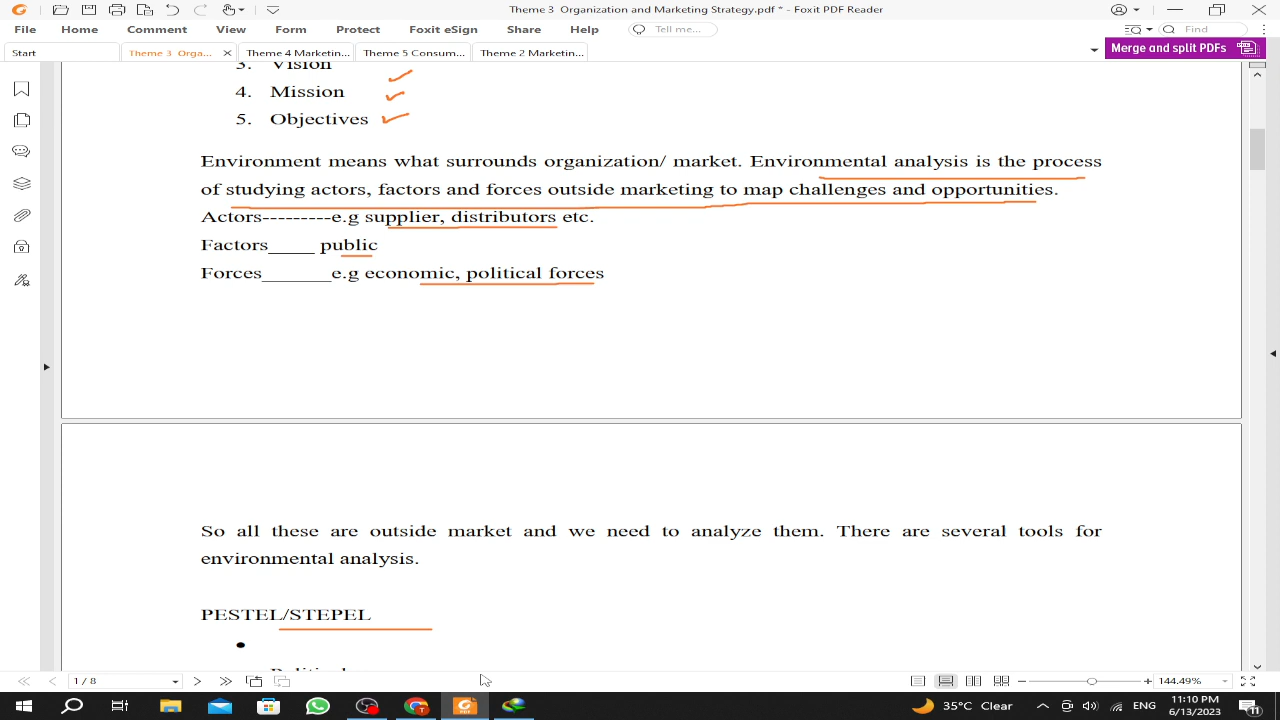 Theme 3 Organization and Marketing Strategy.pdf * - Foxit PDF Reader
File Home Comment View Form Protect Foxit eSign Share Help Tell me... Find
Start Theme 3 Orga... Theme 4 Marketin... Theme 5 Consum... Theme 2 Marketin... Merge and split PDFs
3. Vision
4. Mission
5. Objectives
Environment means what surrounds organization/ market. Environmental analysis is the process
of studying actors, factors and forces outside marketing to map challenges and opportunities.
Actors---------e.g supplier, distributors etc.
Factors_____ public
Forces_______e.g economic, political forces
So all these are outside market and we need to analyze them. There are several tools for
environmental analysis.
PESTEL/STEPEL
1 / 8 144.49%
35°C Clear ENG 11:10 PM
6/13/2023 11